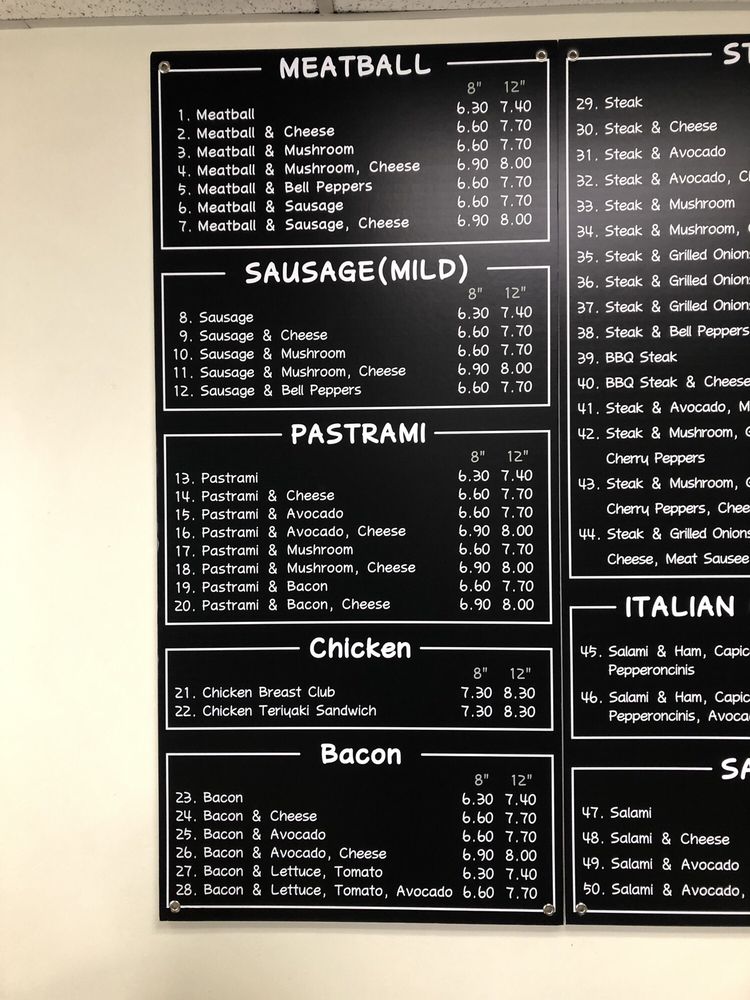 MEATBALL
8" 12"
1. Meatball 6.30 7.40
2. Meatball & Cheese 6.60 7.70
3. Meatball & Mushroom 6.60 7.70
4. Meatball & Mushroom, Cheese 6.90 8.00
5. Meatball & Bell Peppers 6.60 7.70
6. Meatball & Sausage 6.60 7.70
7. Meatball & Sausage, Cheese 6.90 8.00
SAUSAGE(MILD)
8" 12"
8. Sausage 6.30 7.40
9. Sausage & Cheese 6.60 7.70
10. Sausage & Mushroom 6.60 7.70
11. Sausage & Mushroom, Cheese 6.90 8.00
12. Sausage & Bell Peppers 6.60 7.70
PASTRAMI
8" 12"
13. Pastrami 6.30 7.40
14. Pastrami & Cheese 6.60 7.70
15. Pastrami & Avocado 6.60 7.70
16. Pastrami & Avocado, Cheese 6.90 8.00
17. Pastrami & Mushroom 6.60 7.70
18. Pastrami & Mushroom, Cheese 6.90 8.00
19. Pastrami & Bacon 6.60 7.70
20. Pastrami & Bacon, Cheese 6.90 8.00
Chicken
8" 12"
21. Chicken Breast Club 7.30 8.30
22. Chicken Teriyaki Sandwich 7.30 8.30
Bacon
8" 12"
23. Bacon 6.30 7.40
24. Bacon & Cheese 6.60 7.70
25. Bacon & Avocado 6.60 7.70
26. Bacon & Avocado, Cheese 6.90 8.00
27. Bacon & Lettuce, Tomato 6.30 7.40
28. Bacon & Lettuce, Tomato, Avocado 6.60 7.70
29. Steak
30. Steak & Cheese
31. Steak & Avocado
32. Steak & Avocado,
33. Steak & Mushroom
34. Steak & Mushroom,
35. Steak & Grilled
36. Steak & Grilled
37. Steak & Grilled
38. Steak & Bell Peppers
39. BBQ Steak
40. BBQ Steak & Cheese
41. Steak & Avocado,
42. Steak & Mushroom,
Cherry Peppers
43. Steak & Mushroom,
Cherry Peppers,
44. Steak & Grilled
Cheese, Meat
ITALIAN
45. Salami & Ham,
Pepperoncinis
46. Salami & Ham,
Pepperoncinis,
47. Salami
48. Salami & Cheese
49. Salami & Avocado
50. Salami & Avocado,